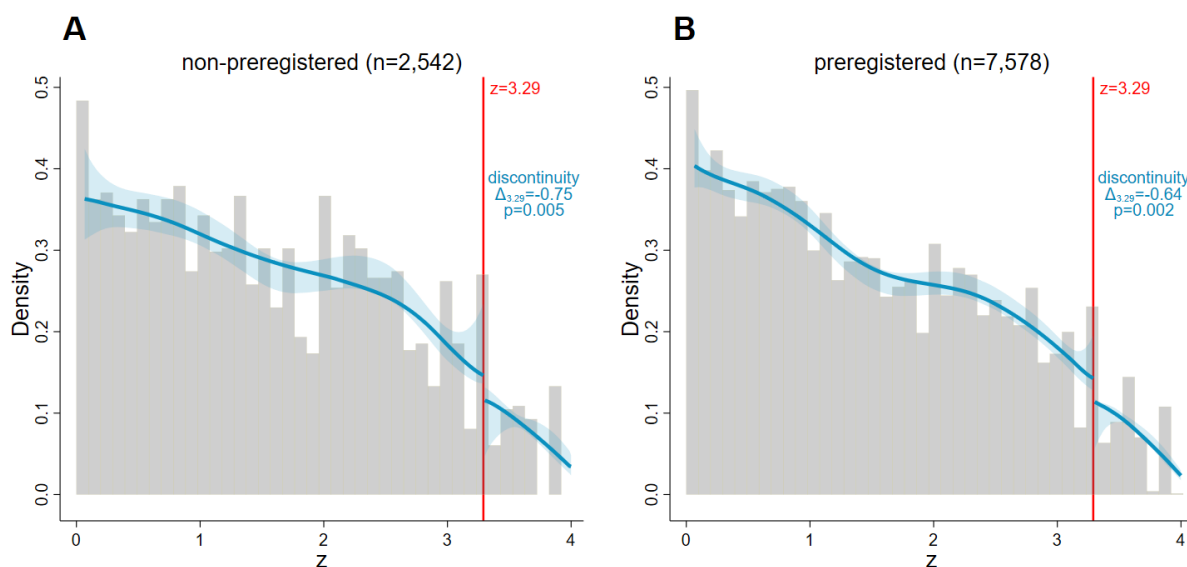 A
non-preregistered (n=2,542)
z=3.29
discontinuity
Δ₃.₂₉=-0.75
p=0.005
Density
0.5
0.4
0.3
0.2
0.1
0.0
0 1 2 3 4
z
B
preregistered (n=7,578)
z=3.29
discontinuity
Δ₃.₂₉=-0.64
p=0.002
Density
0.5
0.4
0.3
0.2
0.1
0.0
0 1 2 3 4
z